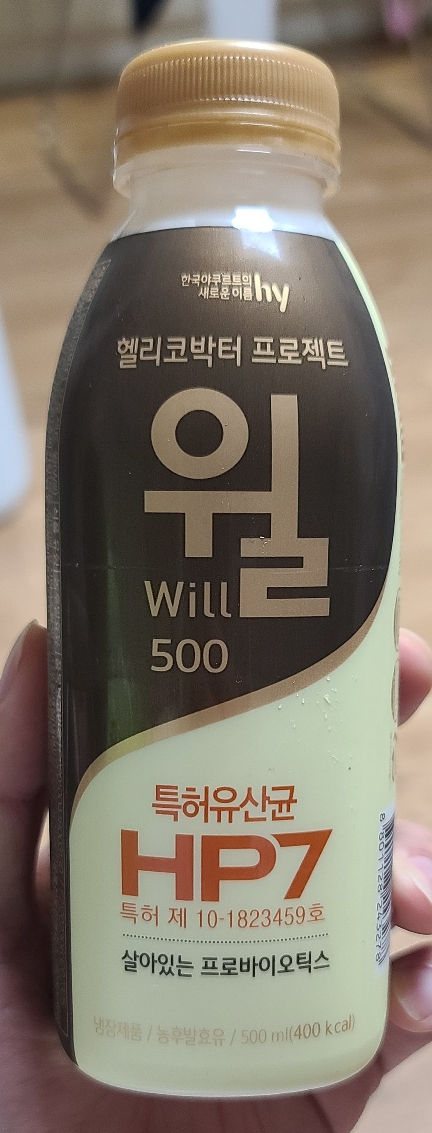 한국야쿠르트의
새로운 이름 hy
헬리코박터 프로젝트
윌
Will
500
특허유산균
HP7
특허 제 10-1823459호
살아있는 프로바이오틱스
냉장제품 / 농후발효유 / 500 ml(400 kcal)